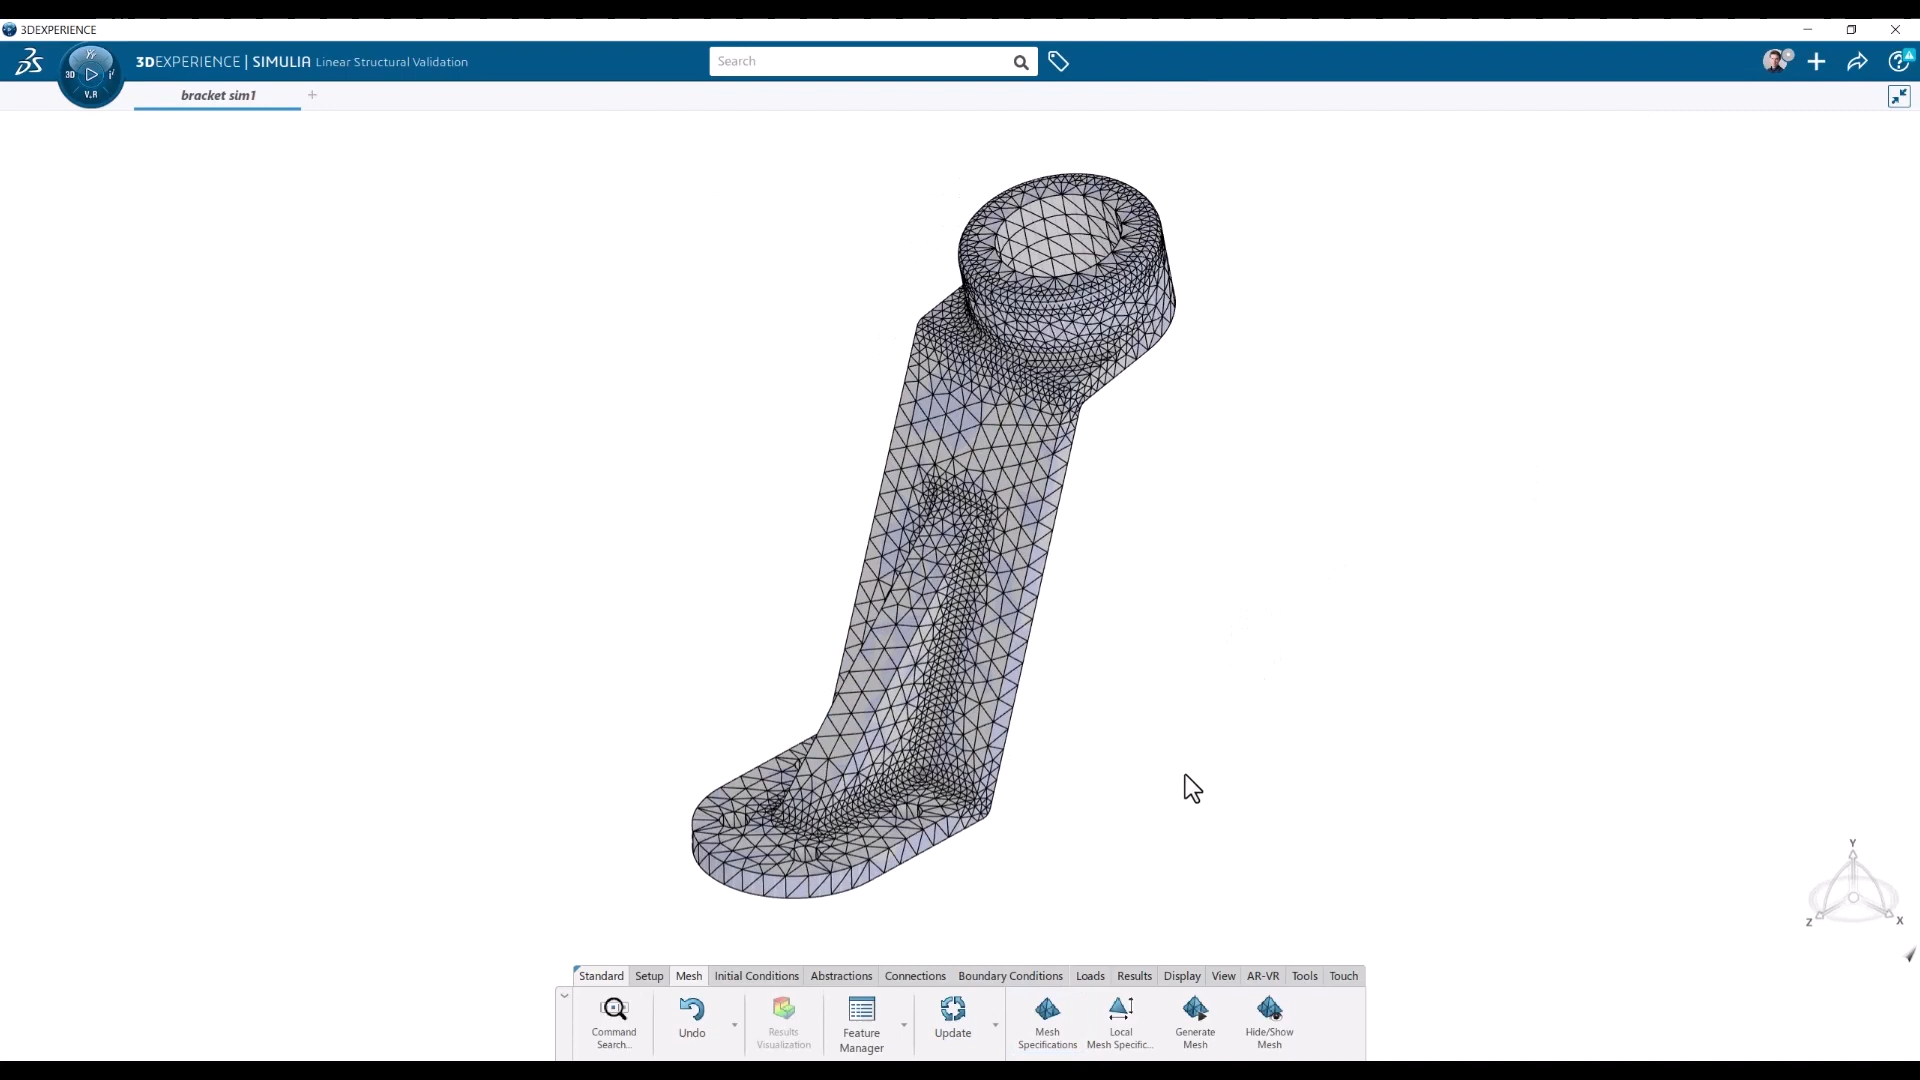 3DEXPERIENCE
3DEXPERIENCE | SIMULIA Linear Structural Validation
Search
3D
V.R
bracket sim1
Y
Z
X
Standard Setup Mesh Initial Conditions Abstractions Connections Boundary Conditions Loads Results Display View AR-VR Tools Touch
Command
Search...
Undo
Results
Visualization
Feature
Manager
Update
Mesh
Specifications
Local
Mesh Specific...
Generate
Mesh
Hide/Show
Mesh